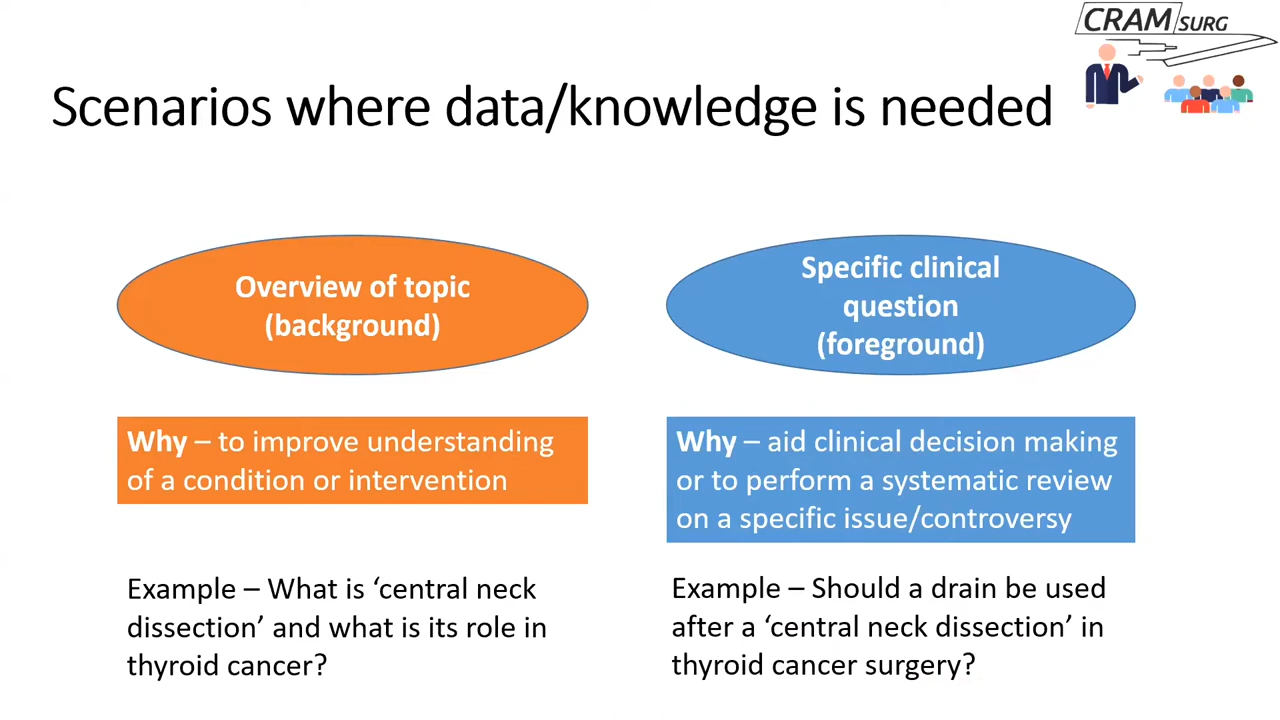 CRAM SURG
Scenarios where data/knowledge is needed
Overview of topic
(background)
Why – to improve understanding
of a condition or intervention
Example – What is ‘central neck
dissection’ and what is its role in
thyroid cancer?
Specific clinical
question
(foreground)
Why – aid clinical decision making
or to perform a systematic review
on a specific issue/controversy
Example – Should a drain be used
after a ‘central neck dissection’ in
thyroid cancer surgery?